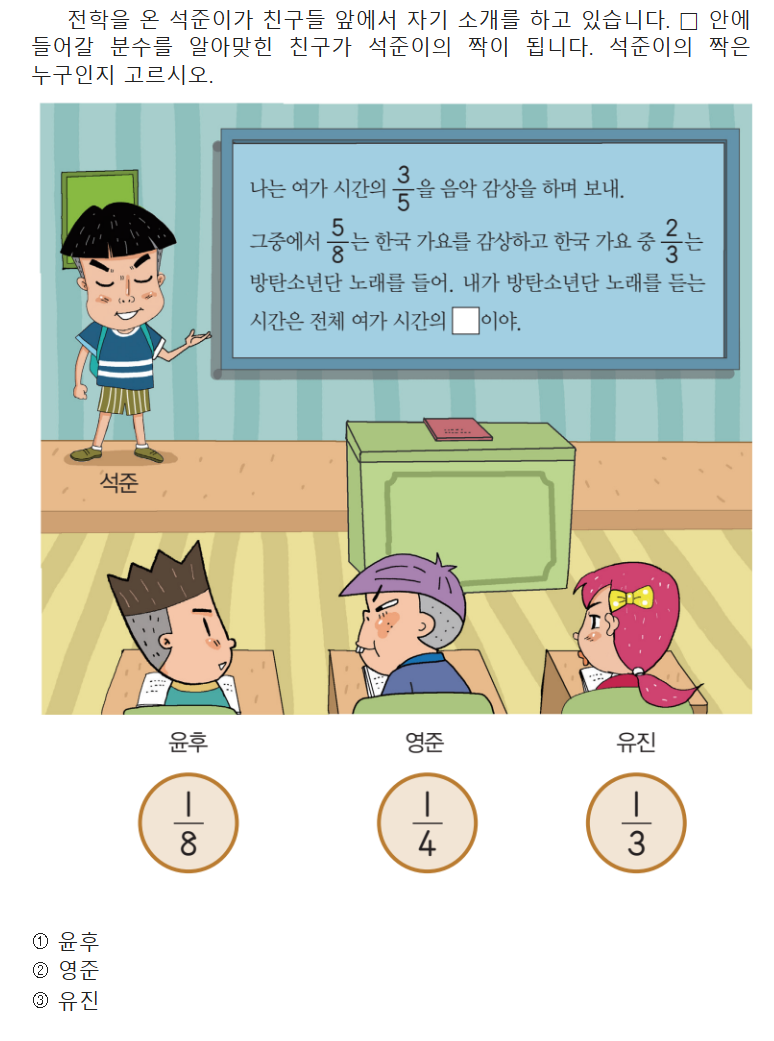 전학을 온 석준이가 친구들 앞에서 자기 소개를 하고 있습니다. □ 안에
들어갈 분수를 알아맞힌 친구가 석준이의 짝이 됩니다. 석준이의 짝은
누구인지 고르시오.
나는 여가 시간의 3/5을 음악 감상을 하며 보내.
그중에서 5/8는 한국 가요를 감상하고 한국 가요 중 2/3는
방탄소년단 노래를 들어. 내가 방탄소년단 노래를 듣는
시간은 전체 여가 시간의 □이야.
석준
윤후 영준 유진
1/8 1/4 1/3
① 윤후
② 영준
③ 유진